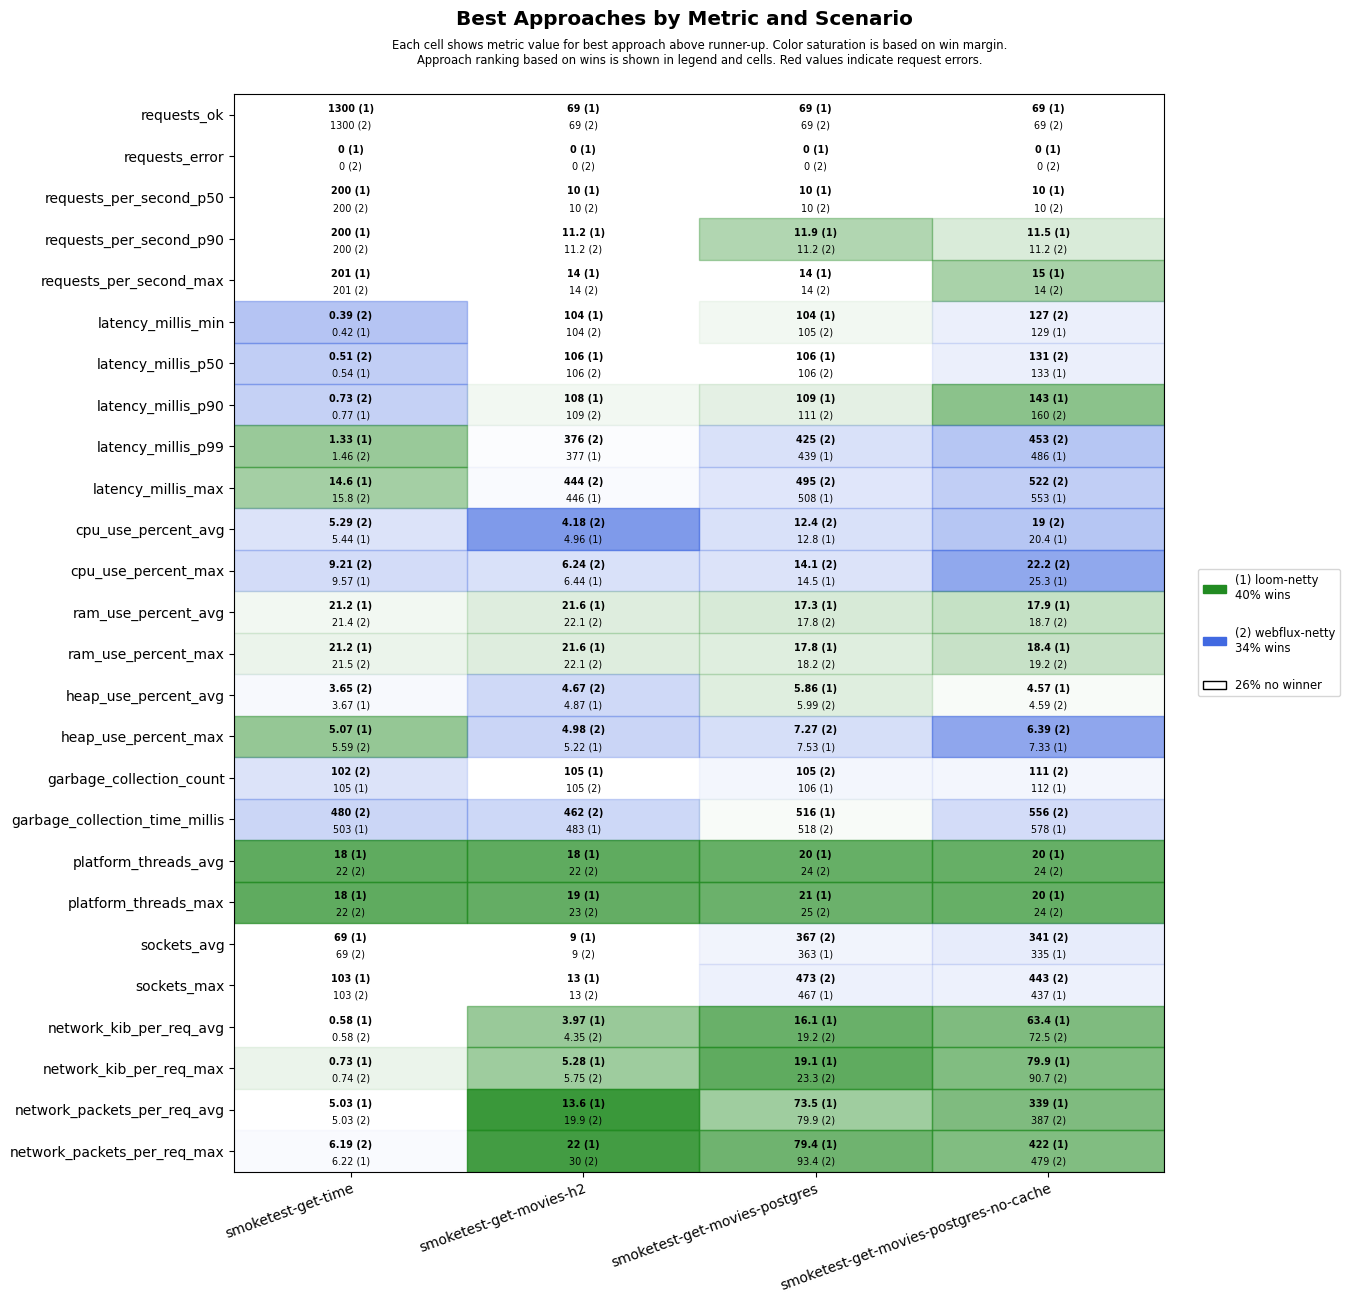 Best Approaches by Metric and Scenario
Each cell shows metric value for best approach above runner-up. Color saturation is based on win margin.
Approach ranking based on wins is shown in legend and cells. Red values indicate request errors.
requests_ok
1300 (1) 69 (1) 69 (1) 69 (1)
1300 (2) 69 (2) 69 (2) 69 (2)
requests_error
0 (1) 0 (1) 0 (1) 0 (1)
0 (2) 0 (2) 0 (2) 0 (2)
requests_per_second_p50
200 (1) 10 (1) 10 (1) 10 (1)
200 (2) 10 (2) 10 (2) 10 (2)
requests_per_second_p90
200 (1) 11.2 (1) 11.9 (1) 11.5 (1)
200 (2) 11.2 (2) 11.2 (2) 11.2 (2)
requests_per_second_max
201 (1) 14 (1) 14 (1) 15 (1)
201 (2) 14 (2) 14 (2) 14 (2)
latency_millis_min
0.39 (2) 104 (1) 104 (1) 127 (2)
0.42 (1) 104 (2) 105 (2) 129 (1)
latency_millis_p50
0.51 (2) 106 (1) 106 (1) 131 (2)
0.54 (1) 106 (2) 106 (2) 133 (1)
latency_millis_p90
0.73 (2) 108 (1) 109 (1) 143 (1)
0.77 (1) 109 (2) 111 (2) 160 (2)
latency_millis_p99
1.33 (1) 376 (2) 425 (2) 453 (2)
1.46 (2) 377 (1) 439 (1) 486 (1)
latency_millis_max
14.6 (1) 444 (2) 495 (2) 522 (2)
15.8 (2) 446 (1) 508 (1) 553 (1)
cpu_use_percent_avg
5.29 (2) 4.18 (2) 12.4 (2) 19 (2)
5.44 (1) 4.96 (1) 12.8 (1) 20.4 (1)
cpu_use_percent_max
9.21 (2) 6.24 (2) 14.1 (2) 22.2 (2)
9.57 (1) 6.44 (1) 14.5 (1) 25.3 (1)
ram_use_percent_avg
21.2 (1) 21.6 (1) 17.3 (1) 17.9 (1)
21.4 (2) 22.1 (2) 17.8 (2) 18.7 (2)
ram_use_percent_max
21.2 (1) 21.6 (1) 17.8 (1) 18.4 (1)
21.5 (2) 22.1 (2) 18.2 (2) 19.2 (2)
heap_use_percent_avg
3.65 (2) 4.67 (2) 5.86 (1) 4.57 (1)
3.67 (1) 4.87 (1) 5.99 (2) 4.59 (2)
heap_use_percent_max
5.07 (1) 4.98 (2) 7.27 (2) 6.39 (2)
5.59 (2) 5.22 (1) 7.53 (1) 7.33 (1)
garbage_collection_count
102 (2) 105 (1) 105 (2) 111 (2)
105 (1) 105 (2) 106 (1) 112 (1)
garbage_collection_time_millis
480 (2) 462 (2) 516 (1) 556 (2)
503 (1) 483 (1) 518 (2) 578 (1)
platform_threads_avg
18 (1) 18 (1) 20 (1) 20 (1)
22 (2) 22 (2) 24 (2) 24 (2)
platform_threads_max
18 (1) 19 (1) 21 (1) 20 (1)
22 (2) 23 (2) 25 (2) 24 (2)
sockets_avg
69 (1) 9 (1) 367 (2) 341 (2)
69 (2) 9 (2) 363 (1) 335 (1)
sockets_max
103 (1) 13 (1) 473 (2) 443 (2)
103 (2) 13 (2) 467 (1) 437 (1)
network_kib_per_req_avg
0.58 (1) 3.97 (1) 16.1 (1) 63.4 (1)
0.58 (2) 4.35 (2) 19.2 (2) 72.5 (2)
network_kib_per_req_max
0.73 (1) 5.28 (1) 19.1 (1) 79.9 (1)
0.74 (2) 5.75 (2) 23.3 (2) 90.7 (2)
network_packets_per_req_avg
5.03 (1) 13.6 (1) 73.5 (1) 339 (1)
5.03 (2) 19.9 (2) 79.9 (2) 387 (2)
network_packets_per_req_max
6.19 (2) 22 (1) 79.4 (1) 422 (1)
6.22 (1) 30 (2) 93.4 (2) 479 (2)
smoketest-get-time
smoketest-get-movies-h2
smoketest-get-movies-postgres
smoketest-get-movies-postgres-no-cache
(1) loom-netty
40% wins
(2) webflux-netty
34% wins
26% no winner